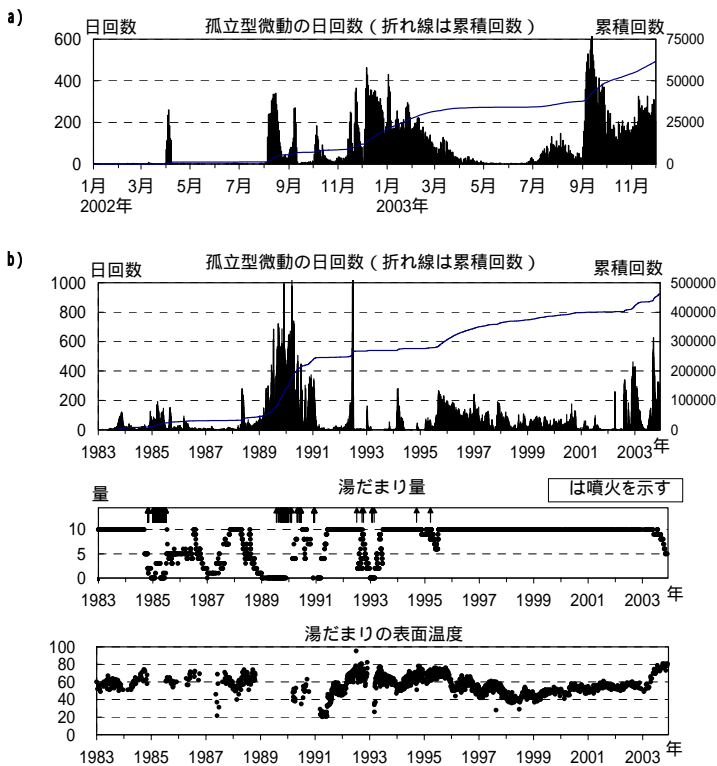 a)
日回数 孤立型微動の日回数(折れ線は累積回数) 累積回数
600 75000
400 50000
200 25000
0 0
1月 3月 5月 7月 9月 11月 1月 3月 5月 7月 9月 11月
2002年 2003年
b)
日回数 孤立型微動の日回数(折れ線は累積回数) 累積回数
1000 500000
800 400000
600 300000
400 200000
200 100000
0 0
1983 1985 1987 1989 1991 1993 1995 1997 1999 2001 2003 年
量 湯だまり量 は噴火を示す
10
5
0
1983 1985 1987 1989 1991 1993 1995 1997 1999 2001 2003 年
湯だまりの表面温度
100
80
60
40
20
0
1983 1985 1987 1989 1991 1993 1995 1997 1999 2001 2003 年